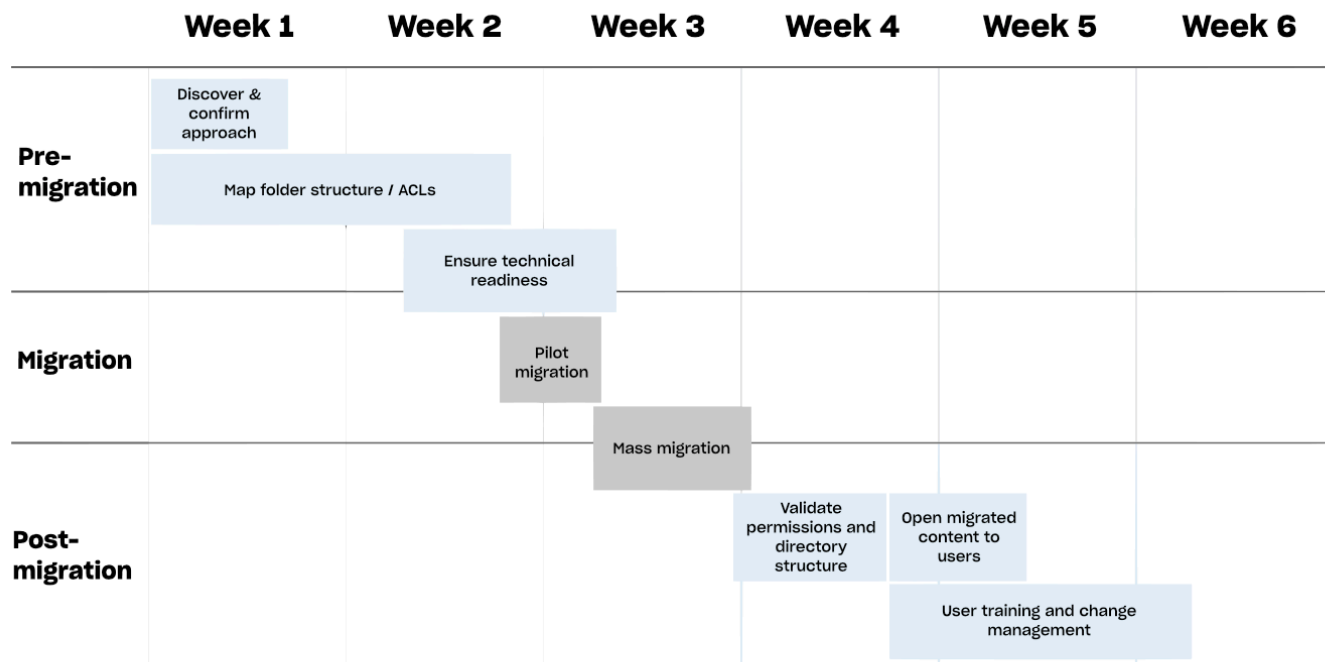 Week 1 Week 2 Week 3 Week 4 Week 5 Week 6
Pre-
migration
Discover &
confirm
approach
Map folder structure / ACLs
Ensure technical
readiness
Migration
Pilot
migration
Mass migration
Post-
migration
Validate
permissions and
directory
structure
Open migrated
content to
users
User training and change
management